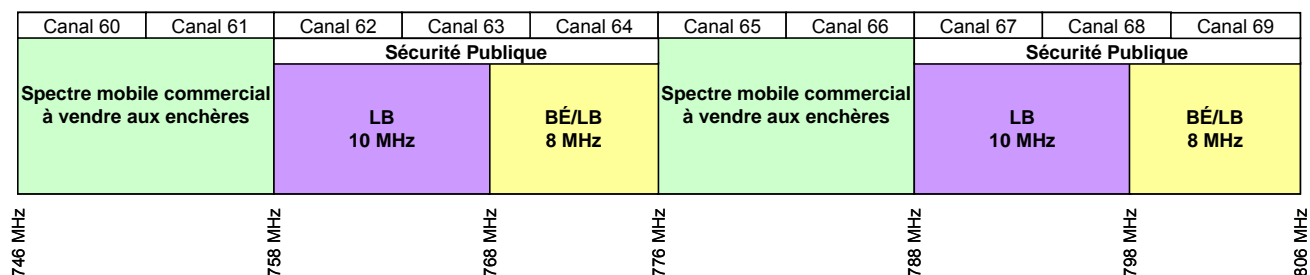 Canal 60 Canal 61 Canal 62 Canal 63 Canal 64 Canal 65 Canal 66 Canal 67 Canal 68 Canal 69
Sécurité Publique Sécurité Publique
Spectre mobile commercial
à vendre aux enchères
LB
10 MHz
BÉ/LB
8 MHz
Spectre mobile commercial
à vendre aux enchères
LB
10 MHz
BÉ/LB
8 MHz
746 MHz
758 MHz
768 MHz
776 MHz
788 MHz
798 MHz
806 MHz